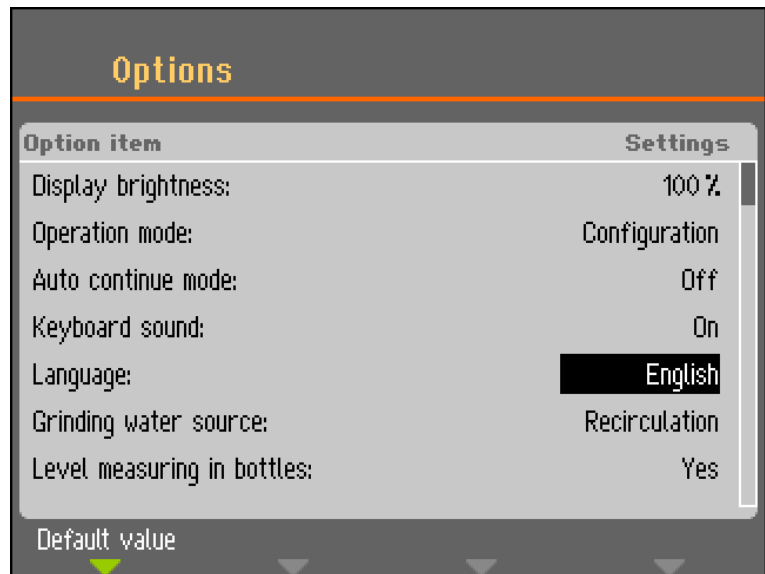 Options
Option item Settings
Display brightness: 100 %
Operation mode: Configuration
Auto continue mode: Off
Keyboard sound: On
Language: English
Grinding water source: Recirculation
Level measuring in bottles: Yes
Default value